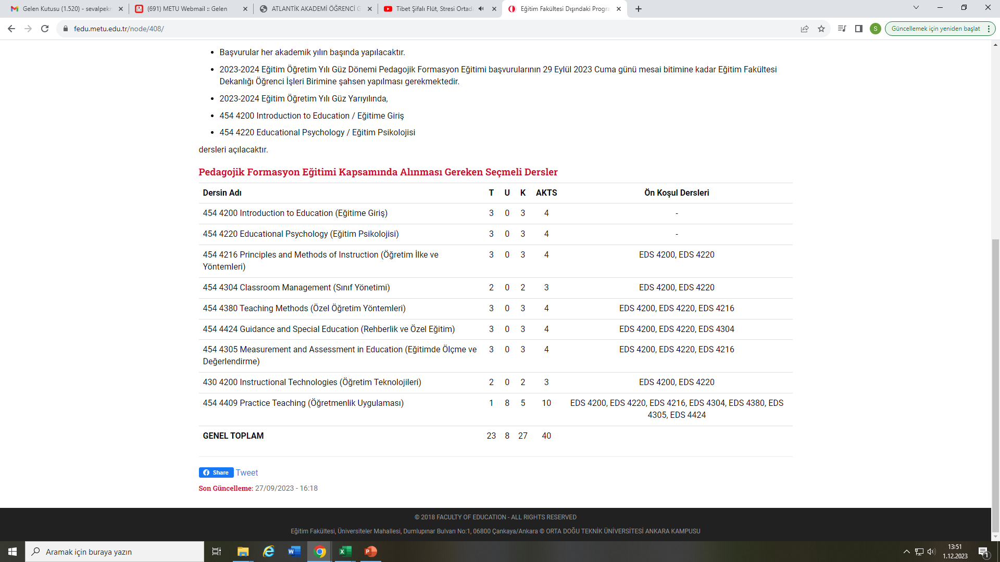 Gelen Kutusu (1.520) - sevalpekr
(691) METU Webmail :: Gelen
ATLANTİK AKADEMİ ÖĞRENCİ G
Tibet Şifalı Flüt, Stresi Ortadı
Eğitim Fakültesi Dışındaki Progra
fedu.metu.edu.tr/node/408/
S
Güncellemek için yeniden başlat
• Başvurular her akademik yılın başında yapılacaktır.
• 2023-2024 Eğitim Öğretim Yılı Güz Dönemi Pedagojik Formasyon Eğitimi başvurularının 29 Eylül 2023 Cuma günü mesai bitimine kadar Eğitim Fakültesi
Dekanlığı Öğrenci İşleri Birimine şahsen yapılması gerekmektedir.
• 2023-2024 Eğitim Öğretim Yılı Güz Yarıyılında,
• 454 4200 Introduction to Education / Eğitime Giriş
• 454 4220 Educational Psychology / Eğitim Psikolojisi
dersleri açılacaktır.
Pedagojik Formasyon Eğitimi Kapsamında Alınması Gereken Seçmeli Dersler
Dersin Adı T U K AKTS Ön Koşul Dersleri
454 4200 Introduction to Education (Eğitime Giriş) 3 0 3 4 -
454 4220 Educational Psychology (Eğitim Psikolojisi) 3 0 3 4 -
454 4216 Principles and Methods of Instruction (Öğretim İlke ve 3 0 3 4 EDS 4200, EDS 4220
Yöntemleri)
454 4304 Classroom Management (Sınıf Yönetimi) 2 0 2 3 EDS 4200, EDS 4220
454 4380 Teaching Methods (Özel Öğretim Yöntemleri) 3 0 3 4 EDS 4200, EDS 4220, EDS 4216
454 4424 Guidance and Special Education (Rehberlik ve Özel Eğitim) 3 0 3 4 EDS 4200, EDS 4220, EDS 4304
454 4305 Measurement and Assessment in Education (Eğitimde Ölçme ve 3 0 3 4 EDS 4200, EDS 4220, EDS 4216
Değerlendirme)
430 4200 Instructional Technologies (Öğretim Teknolojileri) 2 0 2 3 EDS 4200, EDS 4220
454 4409 Practice Teaching (Öğretmenlik Uygulaması) 1 8 5 10 EDS 4200, EDS 4220, EDS 4216, EDS 4304, EDS 4380, EDS
4305, EDS 4424
GENEL TOPLAM 23 8 27 40
Share Tweet
Son Güncelleme: 27/09/2023 - 16:18
© 2018 FACULTY OF EDUCATION - ALL RIGHTS RESERVED
Eğitim Fakültesi, Üniversiteler Mahallesi, Dumlupınar Bulvarı No:1, 06800 Çankaya/Ankara © ORTA DOĞU TEKNİK ÜNİVERSİTESİ ANKARA KAMPUSU
Aramak için buraya yazın
13:51
1.12.2023
1